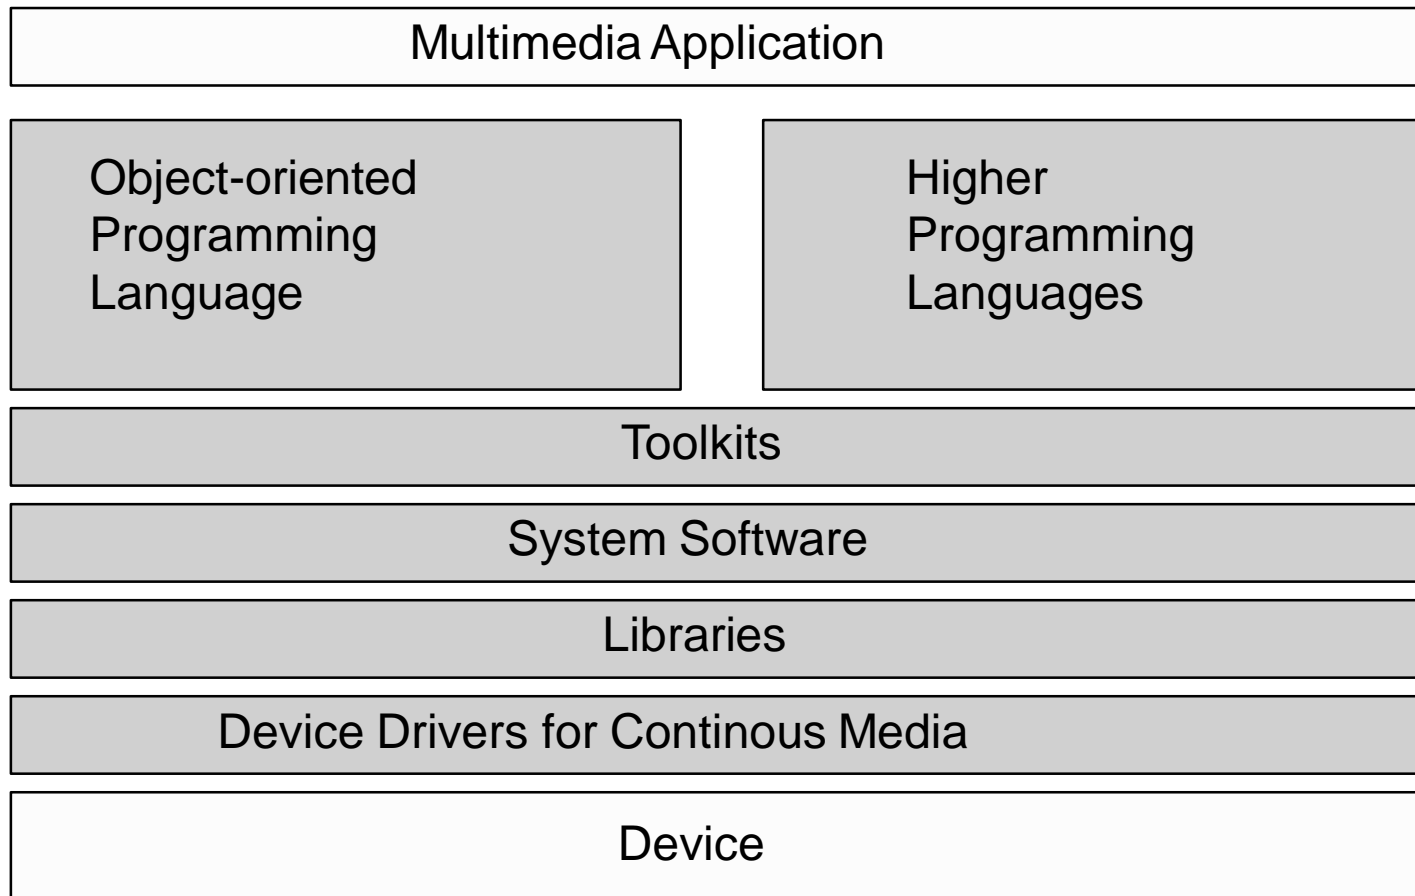 Multimedia Application
Object-oriented
Programming
Language
Higher
Programming
Languages
Toolkits
System Software
Libraries
Device Drivers for Continous Media
Device